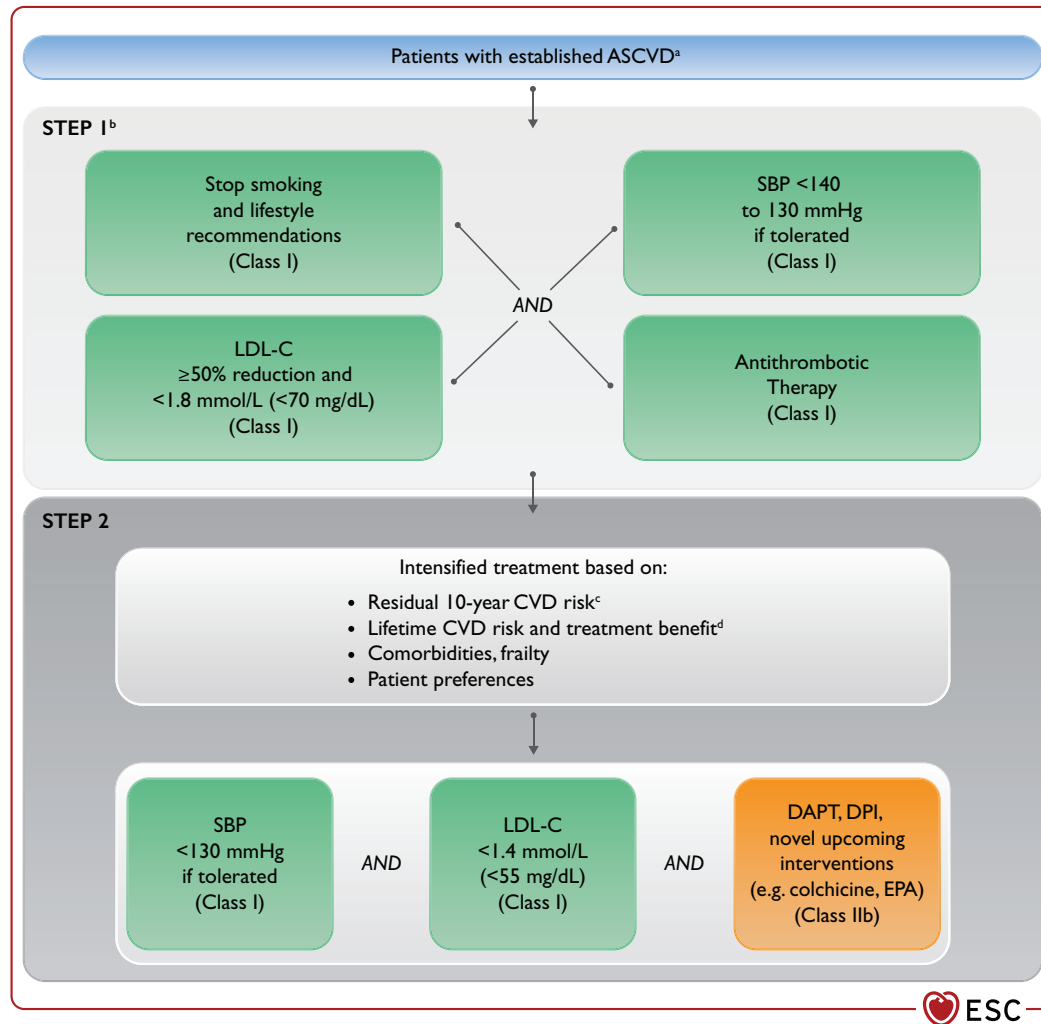 Patients with established ASCVDᵃ
STEP 1ᵇ
Stop smoking
and lifestyle
recommendations
(Class I)
SBP <140
to 130 mmHg
if tolerated
(Class I)
AND
LDL-C
≥50% reduction and
<1.8 mmol/L (<70 mg/dL)
(Class I)
Antithrombotic
Therapy
(Class I)
STEP 2
Intensified treatment based on:
• Residual 10-year CVD riskᶜ
• Lifetime CVD risk and treatment benefitᵈ
• Comorbidities, frailty
• Patient preferences
SBP
<130 mmHg
if tolerated
(Class I)
AND
LDL-C
<1.4 mmol/L
(<55 mg/dL)
(Class I)
AND
DAPT, DPI,
novel upcoming
interventions
(e.g. colchicine, EPA)
(Class IIb)
ESC